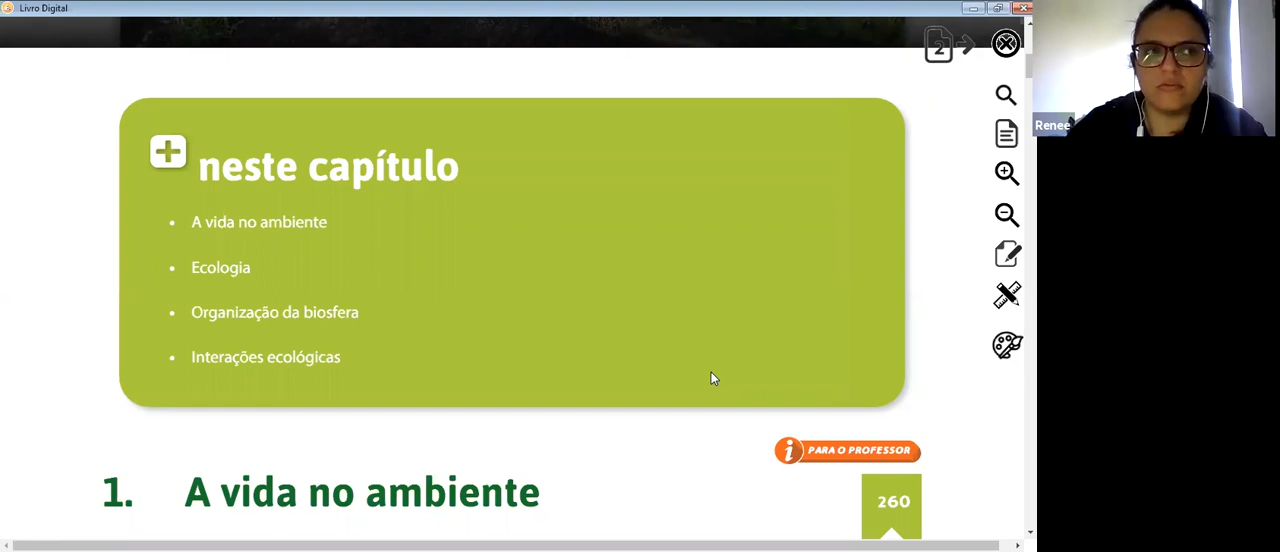 Livro Digital
2
Renee
neste capítulo
• A vida no ambiente
• Ecologia
• Organização da biosfera
• Interações ecológicas
i PARA O PROFESSOR
1. A vida no ambiente
260